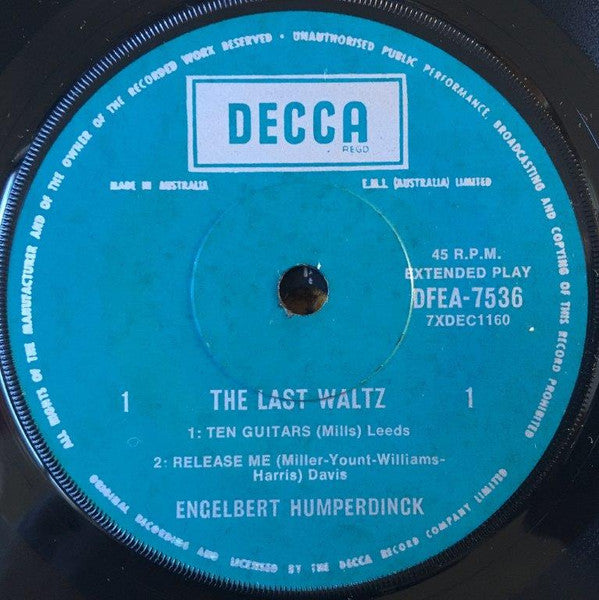 ALL RIGHTS OF THE MANUFACTURER AND OF THE OWNER OF THE RECORDED WORK RESERVED • UNAUTHORISED PUBLIC PERFORMANCE, BROADCASTING AND COPYING OF THIS RECORD PROHIBITED
DECCA
REGD
MADE IN AUSTRALIA
E.M.I. (AUSTRALIA) LIMITED
45 R.P.M.
EXTENDED PLAY
DFEA-7536
7XDEC1160
1 THE LAST WALTZ 1
1: TEN GUITARS (Mills) Leeds
2: RELEASE ME (Miller-Yount-Williams-
Harris) Davis
ENGELBERT HUMPERDINCK
ORIGINAL RECORDING AND LICENSED BY THE DECCA RECORD COMPANY LIMITED